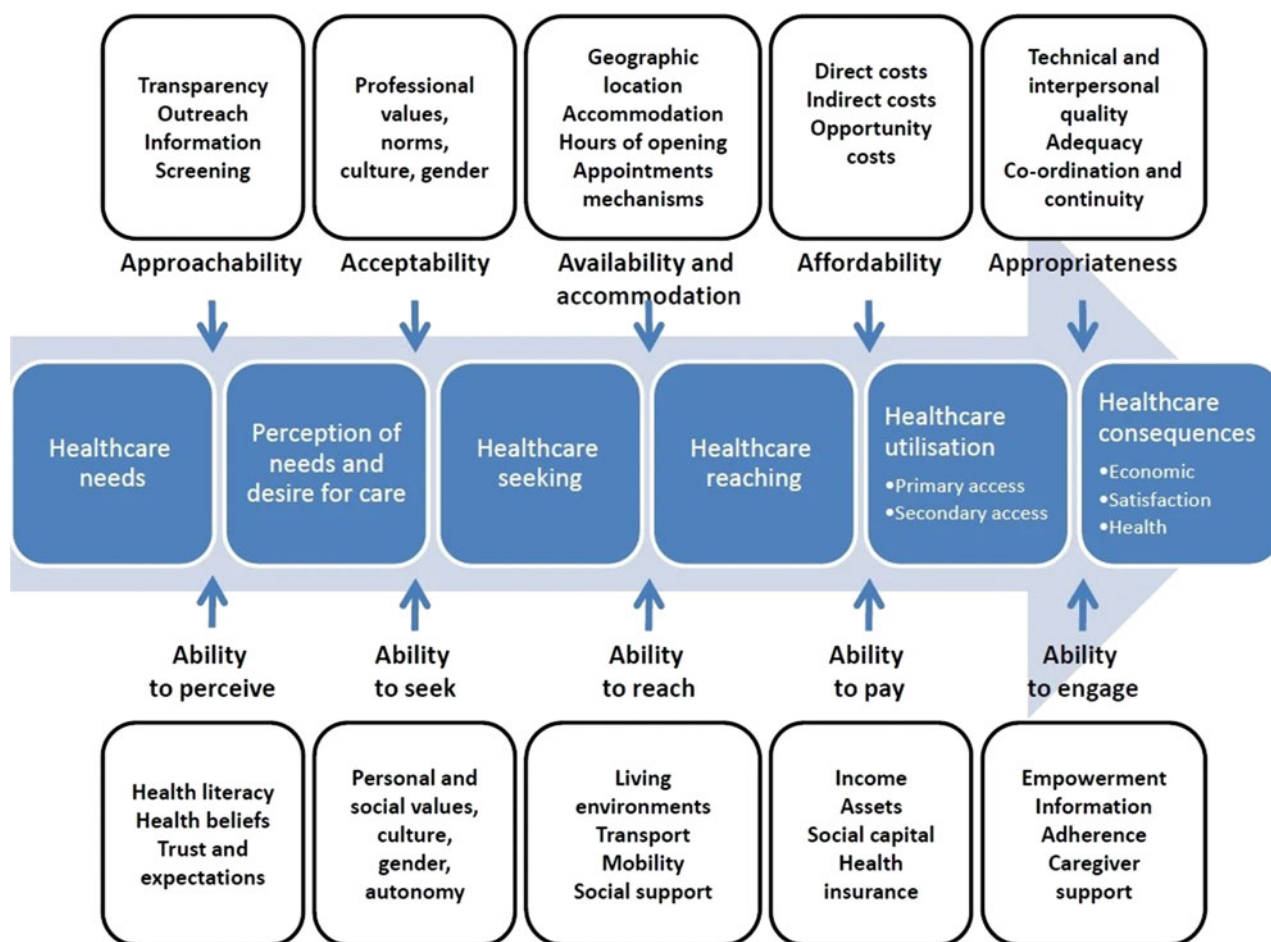 Transparency
Outreach
Information
Screening
Professional
values,
norms,
culture, gender
Geographic
location
Accommodation
Hours of opening
Appointments
mechanisms
Direct costs
Indirect costs
Opportunity
costs
Technical and
interpersonal
quality
Adequacy
Co-ordination and
continuity
Approachability
Acceptability
Availability and
accommodation
Affordability
Appropriateness
Healthcare
needs
Perception of
needs and
desire for care
Healthcare
seeking
Healthcare
reaching
Healthcare
utilisation
•Primary access
•Secondary access
Healthcare
consequences
•Economic
•Satisfaction
•Health
Ability
to perceive
Ability
to seek
Ability
to reach
Ability
to pay
Ability
to engage
Health literacy
Health beliefs
Trust and
expectations
Personal and
social values,
culture,
gender,
autonomy
Living
environments
Transport
Mobility
Social support
Income
Assets
Social capital
Health
insurance
Empowerment
Information
Adherence
Caregiver
support